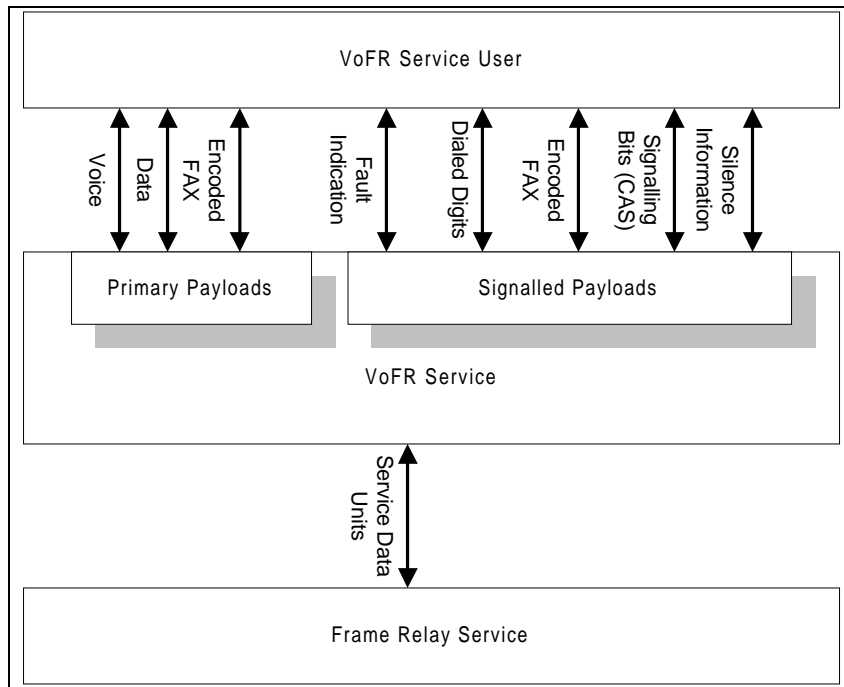 VoFR Service User
Voice
Data
Encoded
FAX
Fault
Indication
Dialed Digits
Encoded
FAX
Signalling
Bits (CAS)
Silence
Information
Primary Payloads
Signalled Payloads
VoFR Service
Service Data
Units
Frame Relay Service